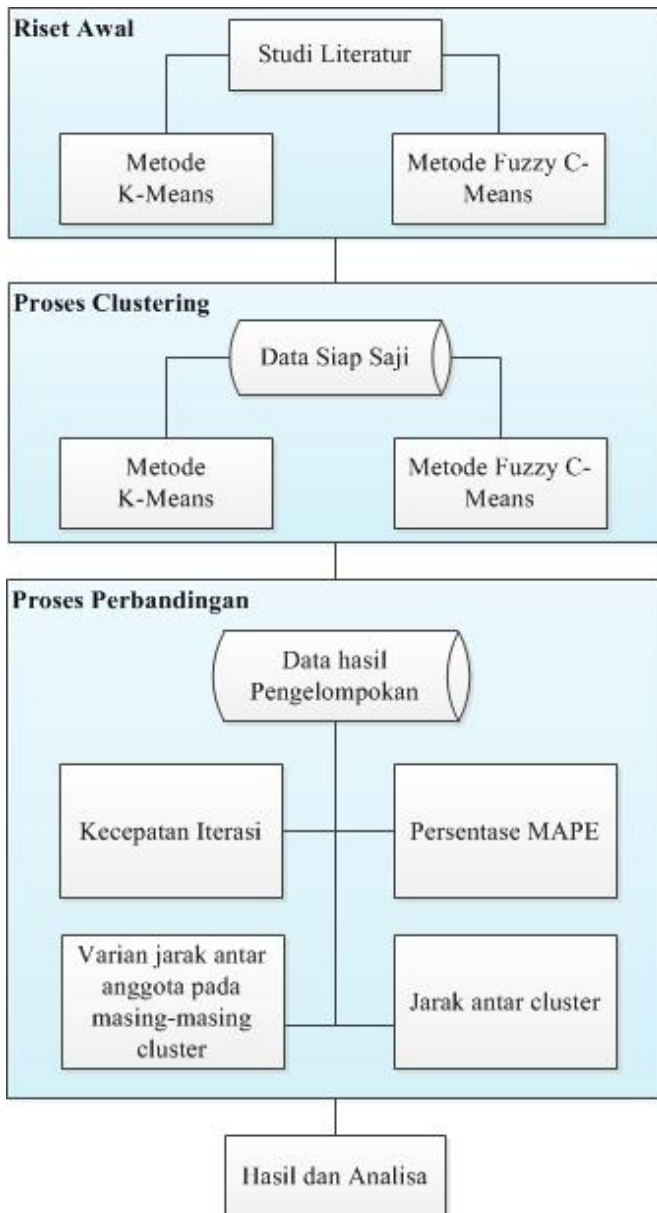 Riset Awal
Studi Literatur
Metode
K-Means
Metode Fuzzy C-
Means
Proses Clustering
Data Siap Saji
Metode
K-Means
Metode Fuzzy C-
Means
Proses Perbandingan
Data hasil
Pengelompokan
Kecepatan Iterasi
Persentase MAPE
Varian jarak antar
anggota pada
masing-masing
cluster
Jarak antar cluster
Hasil dan Analisa